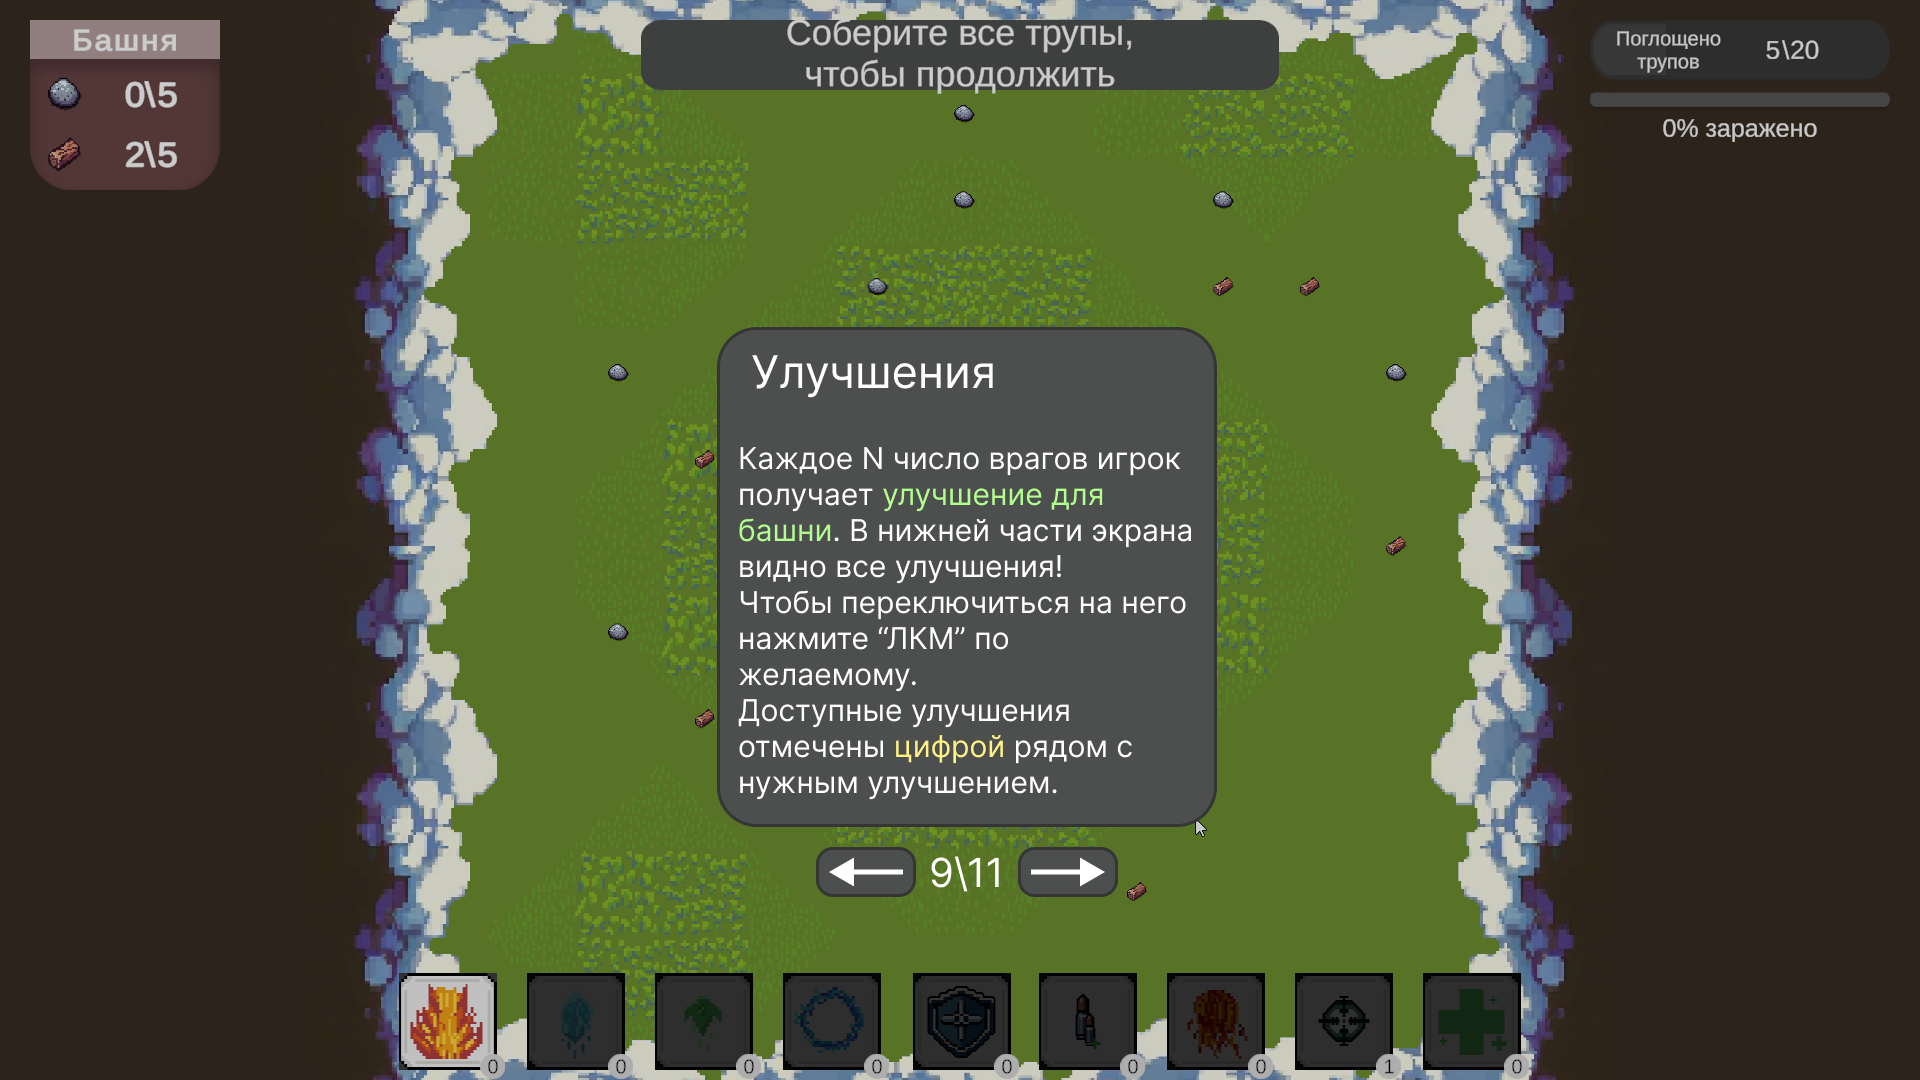 Башня
0\5
2\5
Соберите все трупы,
чтобы продолжить
Поглощено
трупов
5\20
0% заражено
Улучшения
Каждое N число врагов игрок
получает улучшение для
башни. В нижней части экрана
видно все улучшения!
Чтобы переключиться на него
нажмите “ЛКМ” по
желаемому.
Доступные улучшения
отмечены цифрой рядом с
нужным улучшением.
9\11
0
0
0
0
0
0
0
1
0